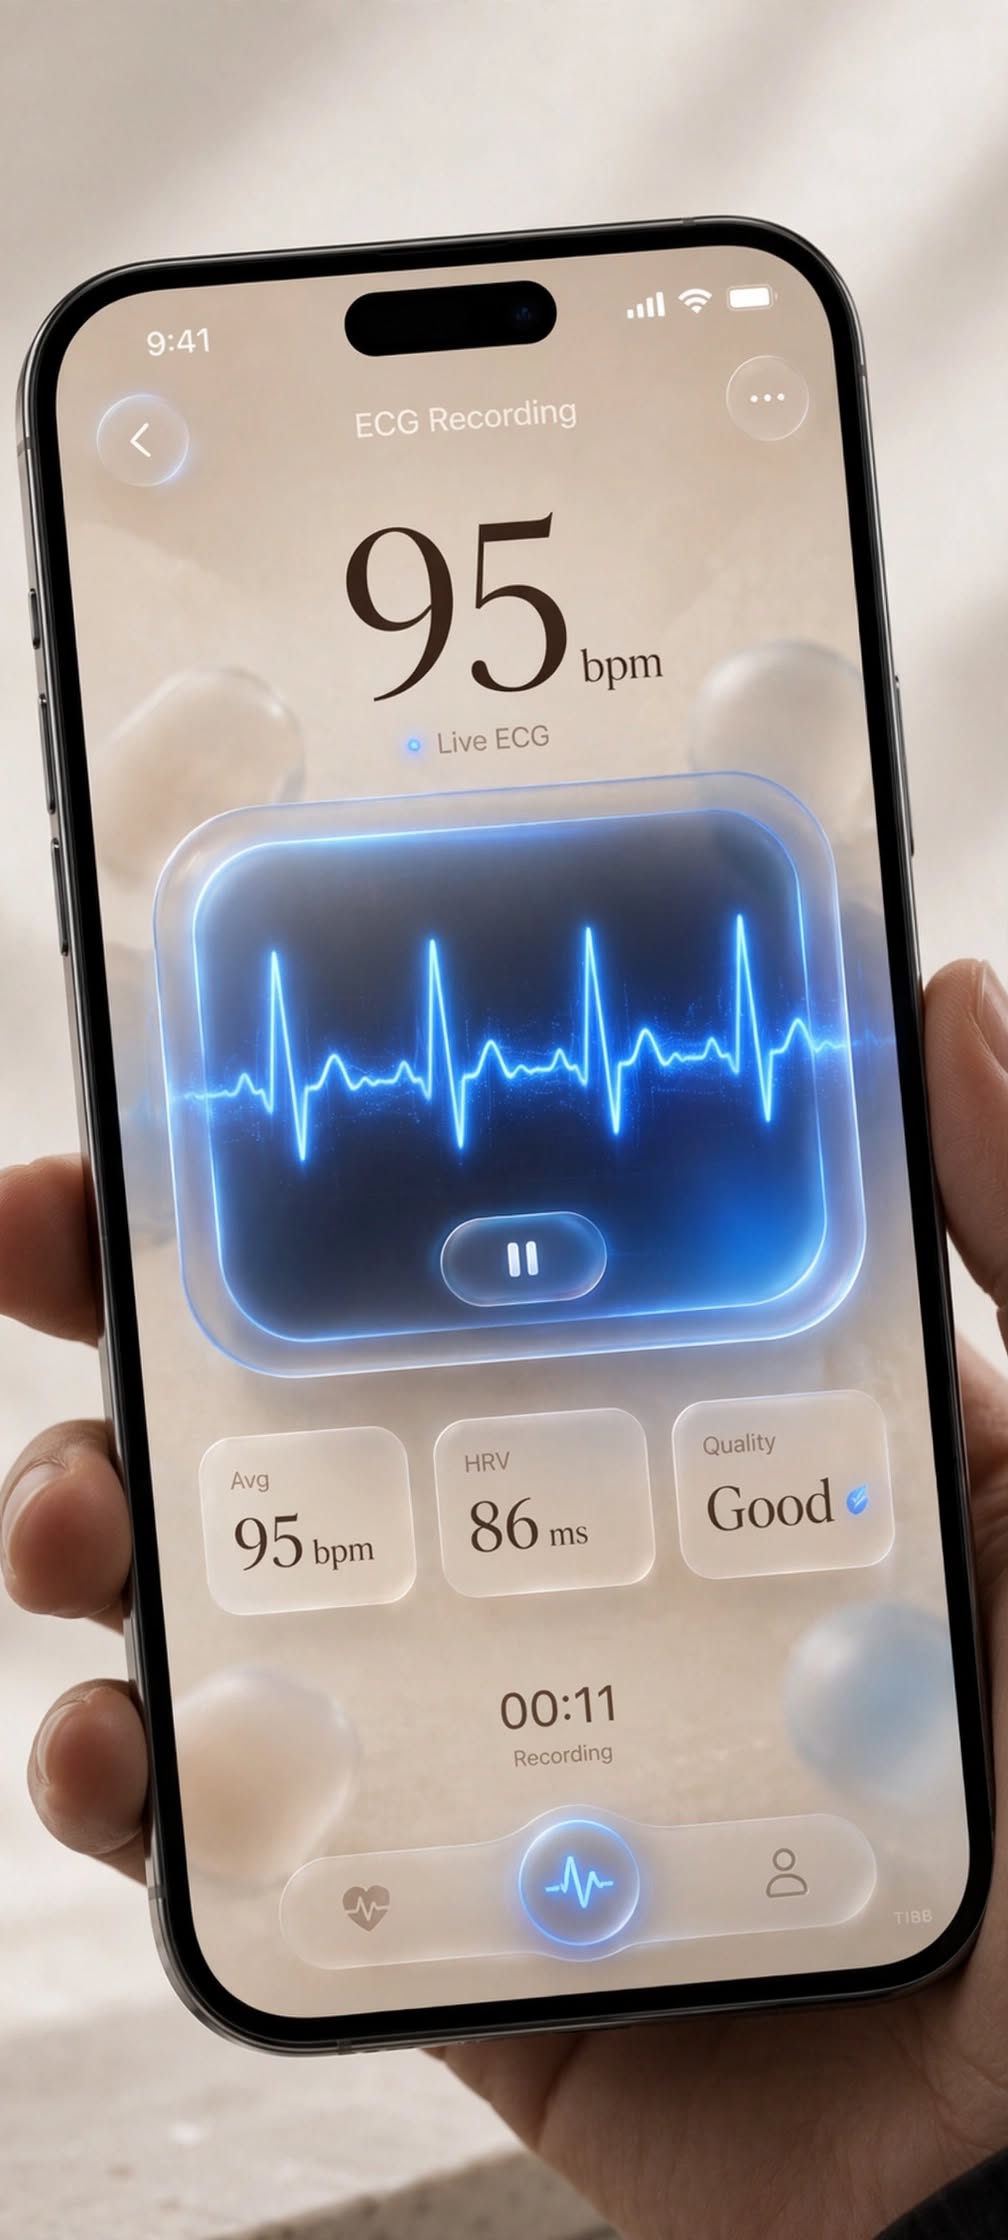 9:41
ECG Recording
95 bpm
Live ECG
Avg
95 bpm
HRV
86 ms
Quality
Good
00:11
Recording
TIBB